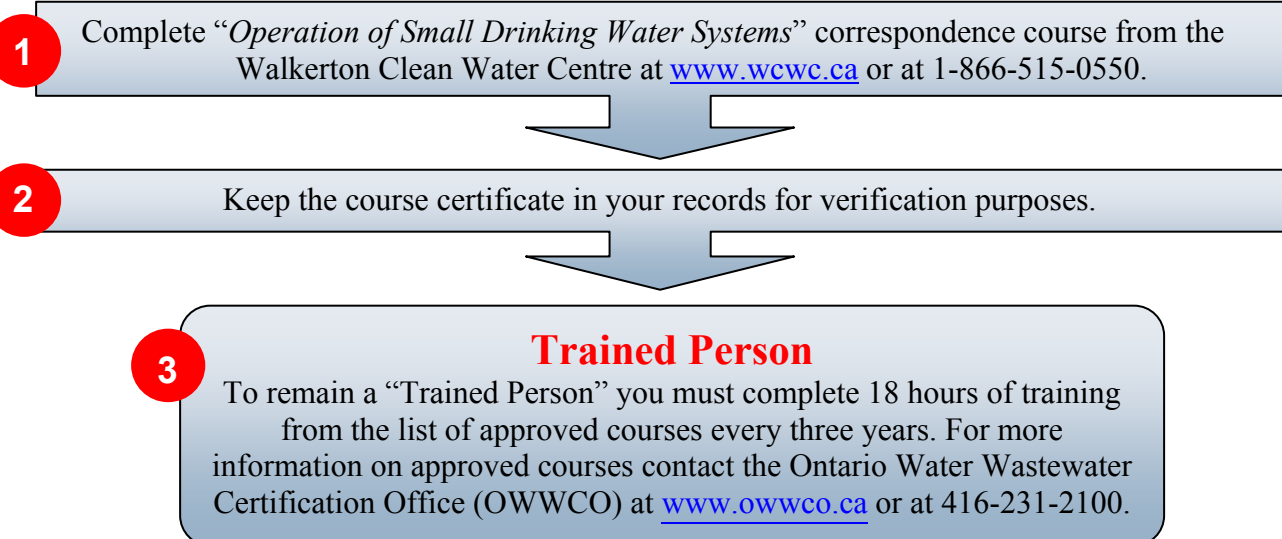 1
Complete “Operation of Small Drinking Water Systems” correspondence course from the
Walkerton Clean Water Centre at www.wcwc.ca or at 1-866-515-0550.
2
Keep the course certificate in your records for verification purposes.
3
Trained Person
To remain a “Trained Person” you must complete 18 hours of training
from the list of approved courses every three years. For more
information on approved courses contact the Ontario Water Wastewater
Certification Office (OWWCO) at www.owwco.ca or at 416-231-2100.